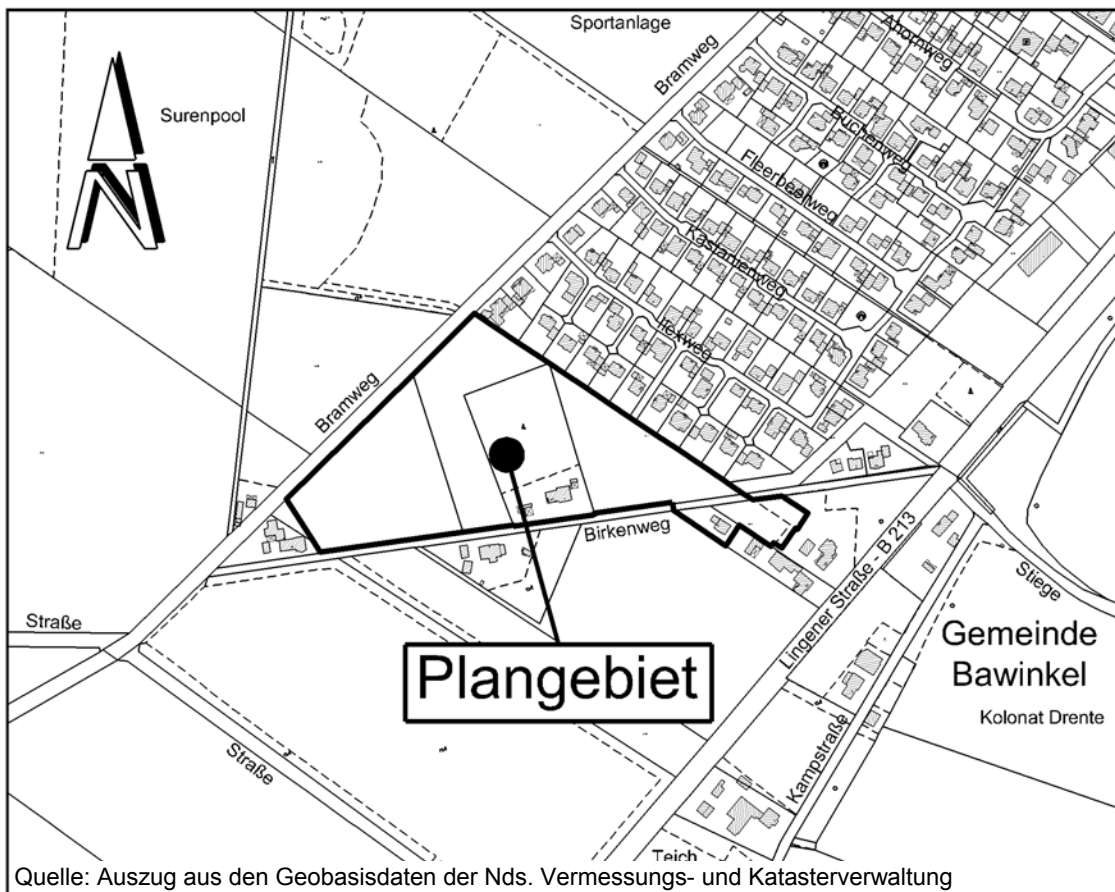 Sportanlage
Ahornweg
Bramweg
Surenpool
Buchenweg
N
Fleerbeelweg
Kastanienweg
Ilexweg
Bramweg
Birkenweg
Lingener Straße - B 213
Stiege
Straße
Gemeinde
Bawinkel
Plangebiet
Kolonat Drente
Kampstraße
Straße
Teich
Quelle: Auszug aus den Geobasisdaten der Nds. Vermessungs- und Katasterverwaltung